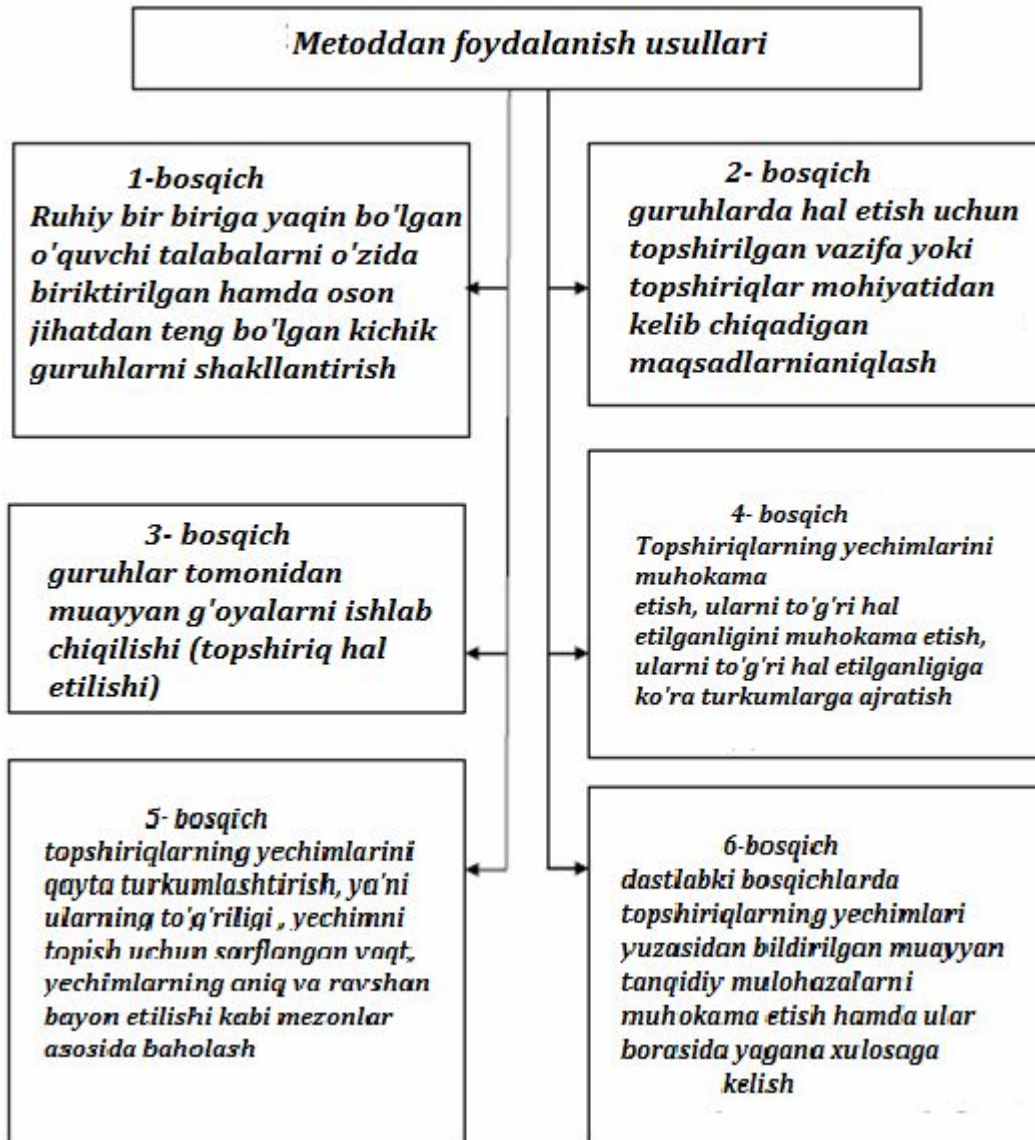 Metoddan foydalanish usullari
1-bosqich
Ruhiy bir biriga yaqin bo'lgan
o'quvchi talabalarni o'zida
biriktirilgan hamda oson
jihatdan teng bo'lgan kichik
guruhlarni shakllantirish
2- bosqich
guruhlarda hal etish uchun
topshirilgan vazifa yoki
topshiriqlar mohiyatidan
kelib chiqadigan
maqsadlarnianiqlash
3- bosqich
guruhlar tomonidan
muayyan g'oyalarni ishlab
chiqilishi (topshiriq hal
etilishi)
4- bosqich
Topshiriqlarning yechimlarini
muhokama
etish, ularni to'g'ri hal
etilganligini muhokama etish,
ularni to'g'ri hal etilganligiga
ko'ra turkumlarga ajratish
5- bosqich
topshiriqlarning yechimlarini
qayta turkumlashtirish, ya'ni
ularning to'g'riligi , yechimni
topish uchun sarflangan vaqt,
yechimlarning aniq va ravshan
bayon etilishi kabi mezonlar
asosida baholash
6-bosqich
dastlabki bosqichlarda
topshiriqlarning yechimlari
yuzasidan bildirilgan muayyan
tanqidiy mulohazalarni
muhokama etish hamda ular
borasida yagana xulosaga
kelish